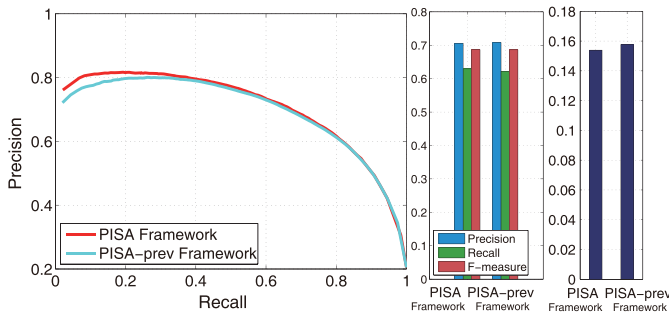 1
0.8
0.6
0.4
0.2
0
0.2
0.4
0.6
0.8
1
Precision
Recall
PISA Framework
PISA-prev Framework
0.8
0.7
0.6
0.5
0.4
0.3
0.2
0.1
0
Precision
Recall
F-measure
PISA PISA-prev
Framework Framework
0.18
0.16
0.14
0.12
0.1
0.08
0.06
0.04
0.02
0
PISA PISA-prev
Framework Framework